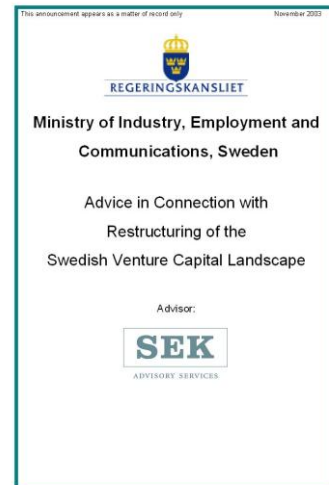 This announcement appears as a matter of record only November 2003
REGERINGSKANSLIET
Ministry of Industry, Employment and
Communications, Sweden
Advice in Connection with
Restructuring of the
Swedish Venture Capital Landscape
Advisor:
SEK
ADVISORY SERVICES